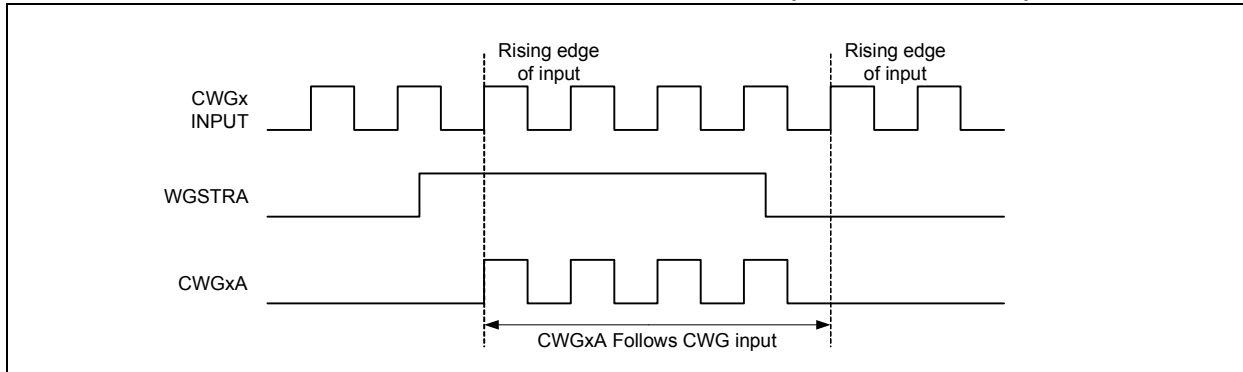 Rising edge
of input
Rising edge
of input
CWGx
INPUT
WGSTRA
CWGxA
CWGxA Follows CWG input